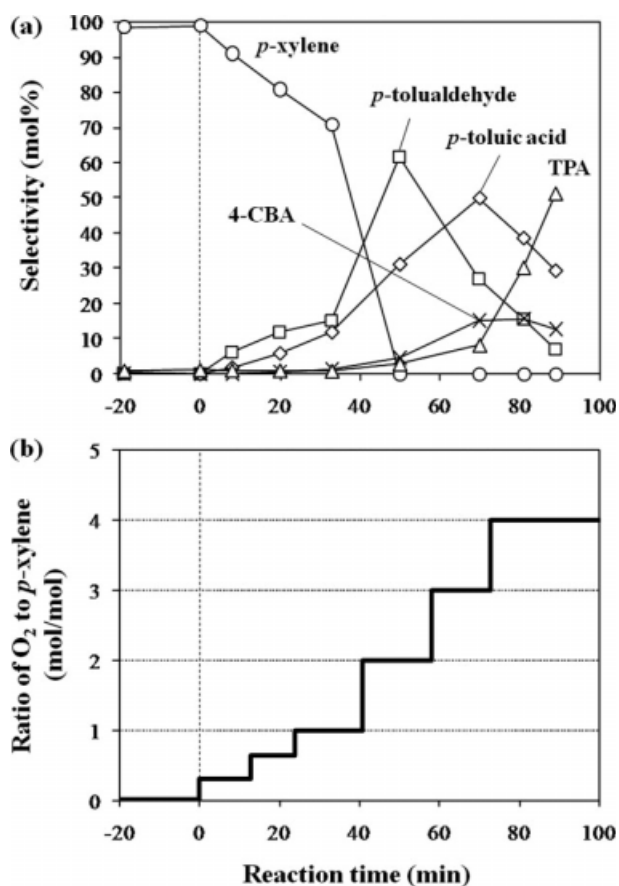 (a)
Selectivity (mol%)
100
90
80
70
60
50
40
30
20
10
0
p-xylene
p-tolualdehyde
p-toluic acid
TPA
4-CBA
-20 0 20 40 60 80 100
(b)
Ratio of O₂ to p-xylene
(mol/mol)
5
4
3
2
1
0
-20 0 20 40 60 80 100
Reaction time (min)